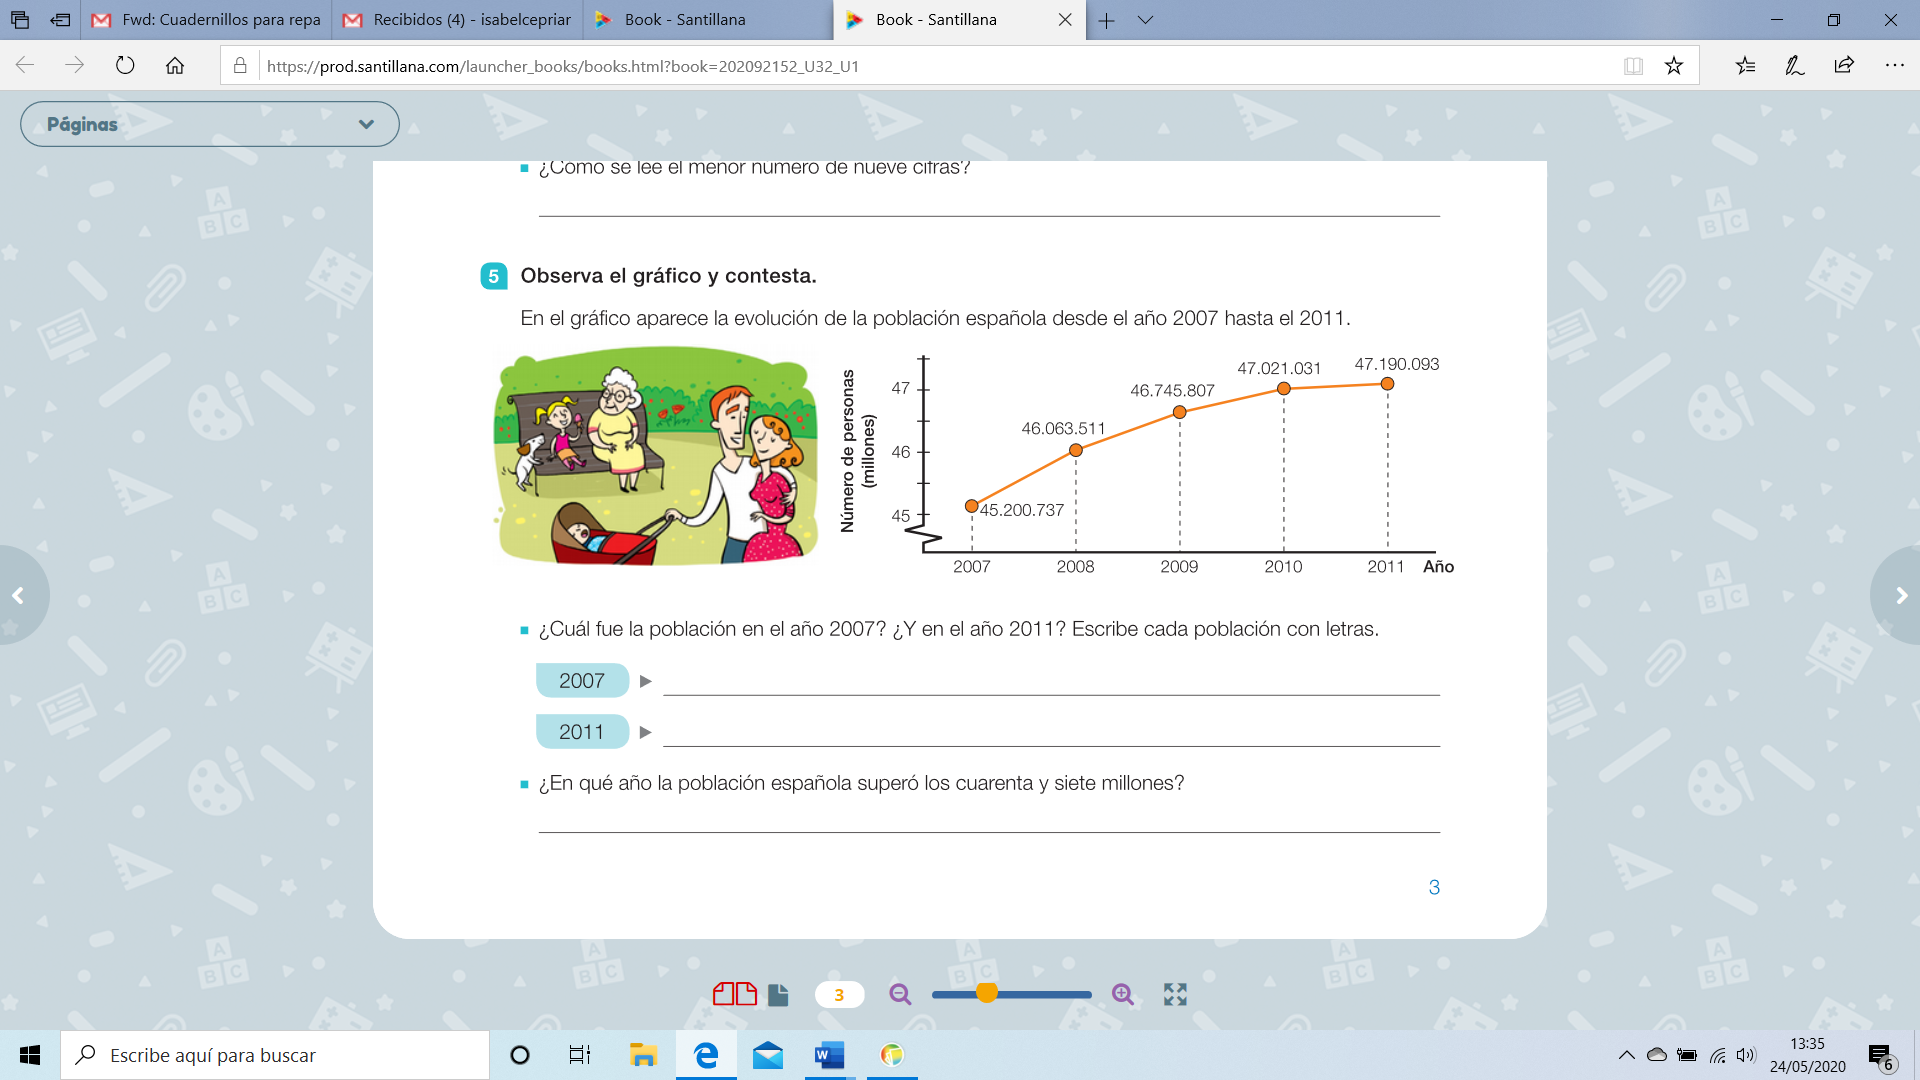 Fwd: Cuadernillos para repa
Recibidos (4) - isabelcepriar
Book - Santillana
Book - Santillana
https://prod.santillana.com/launcher_books/books.html?book=202092152_U32_U1
Páginas
¿Cómo se lee el menor número de nueve cifras?
5 Observa el gráfico y contesta.
En el gráfico aparece la evolución de la población española desde el año 2007 hasta el 2011.
Número de personas
(millones)
47
46
45
45.200.737
46.063.511
46.745.807
47.021.031
47.190.093
2007 2008 2009 2010 2011 Año
¿Cuál fue la población en el año 2007? ¿Y en el año 2011? Escribe cada población con letras.
2007
2011
¿En qué año la población española superó los cuarenta y siete millones?
3
3
Escribe aquí para buscar
13:35
24/05/2020
6